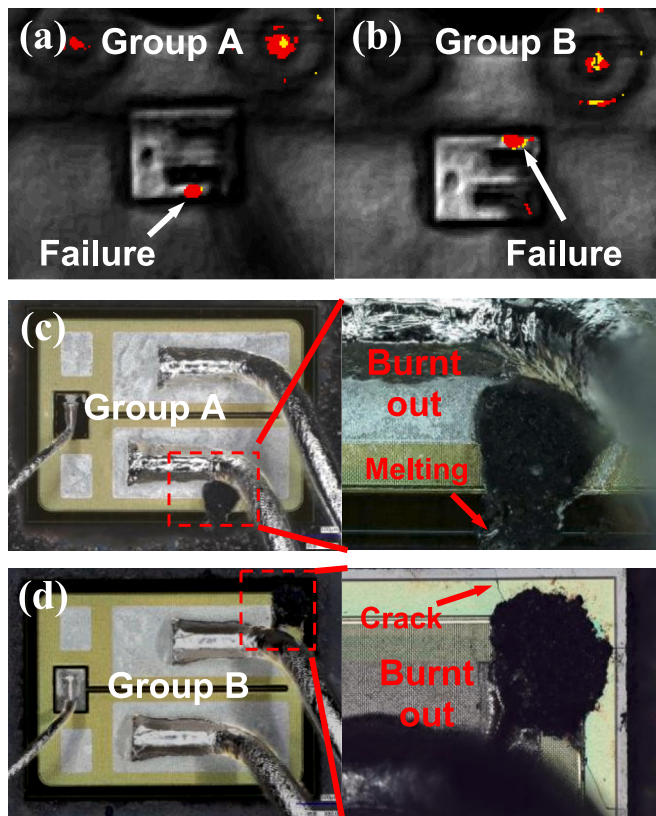 (a)
Group A
Failure
(b)
Group B
Failure
(c)
Group A
Burnt
out
Melting
(d)
Group B
Crack
Burnt
out